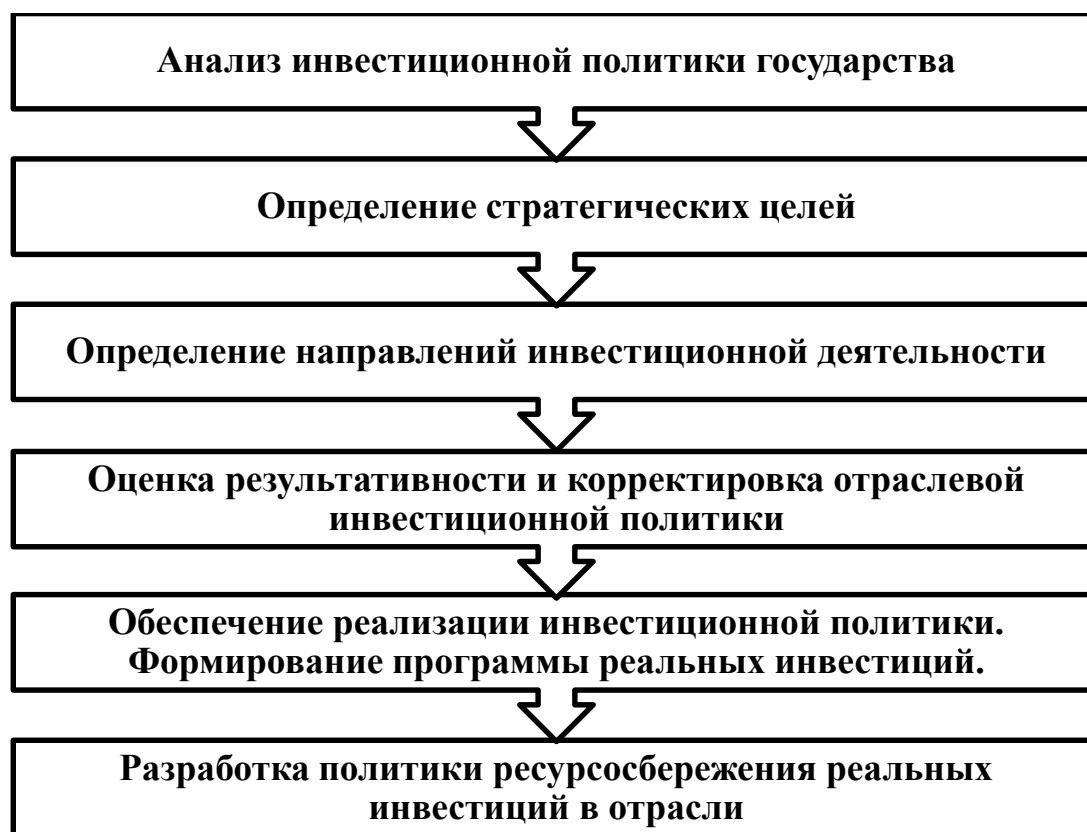 Анализ инвестиционной политики государства
Определение стратегических целей
Определение направлений инвестиционной деятельности
Оценка результативности и корректировка отраслевой
инвестиционной политики
Обеспечение реализации инвестиционной политики.
Формирование программы реальных инвестиций.
Разработка политики ресурсосбережения реальных
инвестиций в отрасли